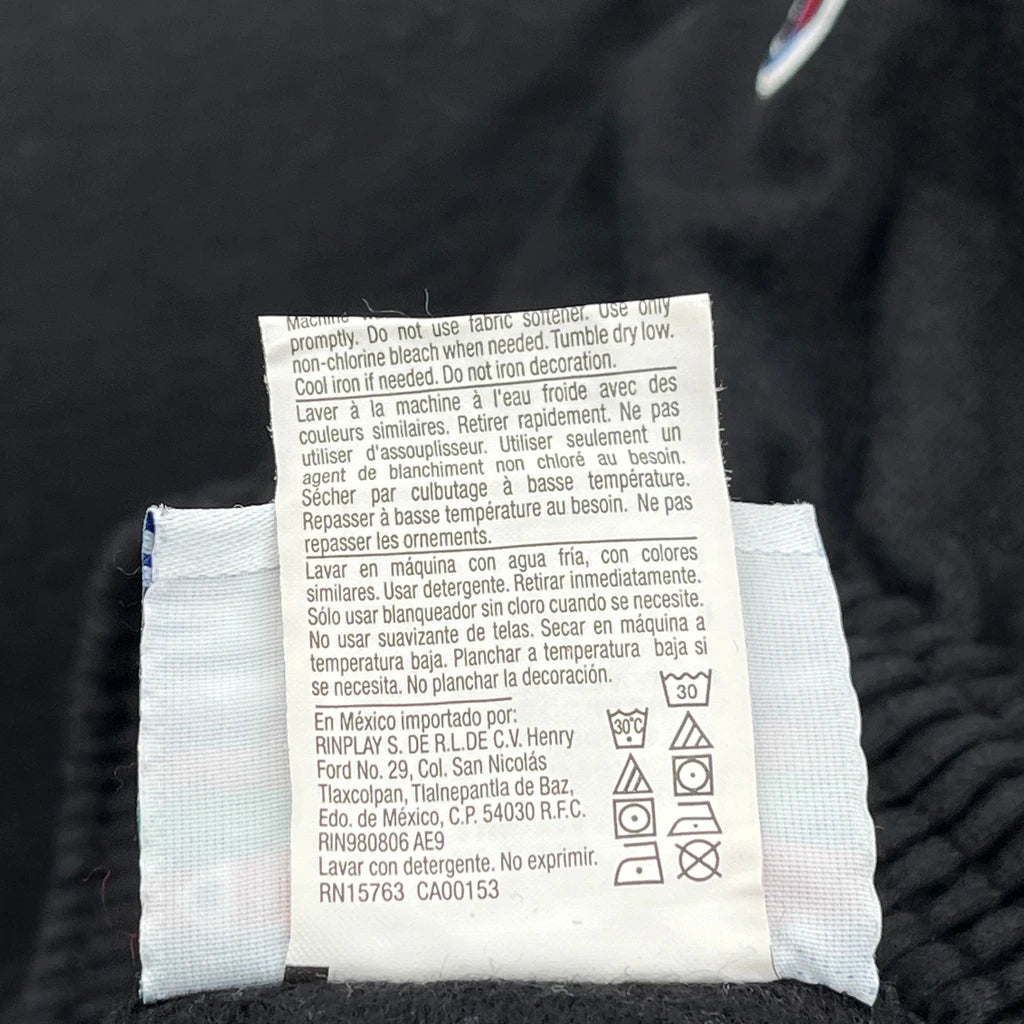 Machine
promptly. Do not use fabric softener. Use only
non-chlorine bleach when needed. Tumble dry low.
Cool iron if needed. Do not iron decoration.
Laver à la machine à l'eau froide avec des
couleurs similaires. Retirer rapidement. Ne pas
utiliser d'assouplisseur. Utiliser seulement un
agent de blanchiment non chloré au besoin.
Sécher par culbutage à basse température.
Repasser à basse température au besoin. Ne pas
repasser les ornements.
Lavar en máquina con agua fría, con colores
similares. Usar detergente. Retirar inmediatamente.
Sólo usar blanqueador sin cloro cuando se necesite.
No usar suavizante de telas. Secar en máquina a
temperatura baja. Planchar a temperatura baja si
se necesita. No planchar la decoración.
30
En México importado por:
RINPLAY S. DE R.L.DE C.V. Henry
30°C
Ford No. 29, Col. San Nicolás
Tlaxcolpan, Tlalnepantla de Baz,
Edo. de México, C.P. 54030 R.F.C.
RIN980806 AE9
Lavar con detergente. No exprimir.
RN15763 CA00153